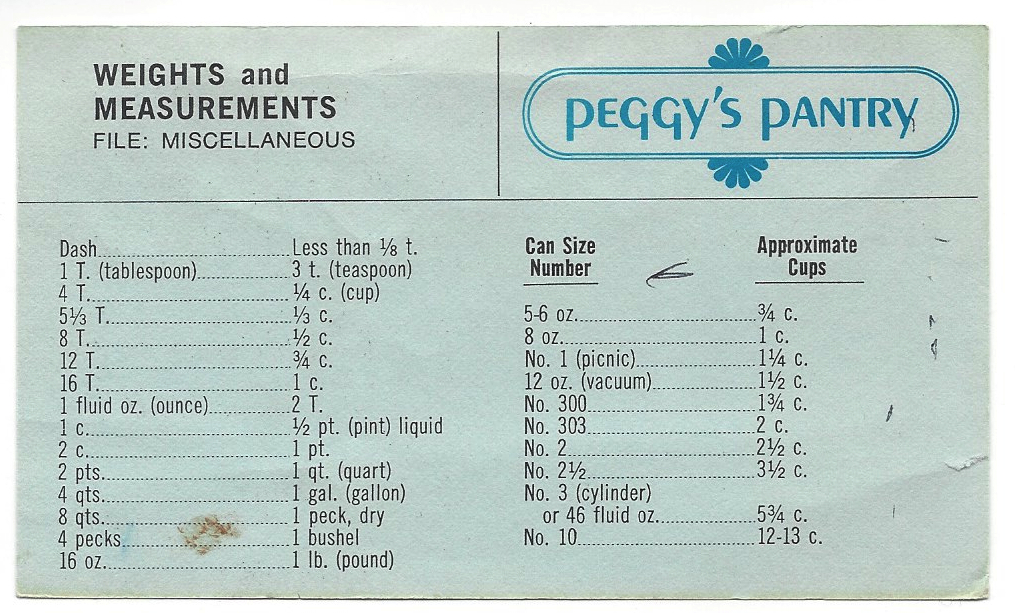 WEIGHTS and
MEASUREMENTS
FILE: MISCELLANEOUS
PEGGY'S PANTRY
Dash Less than ⅛ t.
1 T. (tablespoon) 3 t. (teaspoon)
4 T. ¼ c. (cup)
5⅓ T. ⅓ c.
8 T. ½ c.
12 T. ¾ c.
16 T. 1 c.
1 fluid oz. (ounce) 2 T.
1 c. ½ pt. (pint) liquid
2 c. 1 pt.
2 pts. 1 qt. (quart)
4 qts. 1 gal. (gallon)
8 qts. 1 peck, dry
4 pecks 1 bushel
16 oz. 1 lb. (pound)
Can Size Approximate
Number Cups
5-6 oz. ¾ c.
8 oz. 1 c.
No. 1 (picnic) 1¼ c.
12 oz. (vacuum) 1½ c.
No. 300 1¾ c.
No. 303 2 c.
No. 2 2½ c.
No. 2½ 3½ c.
No. 3 (cylinder)
or 46 fluid oz. 5¾ c.
No. 10 12-13 c.